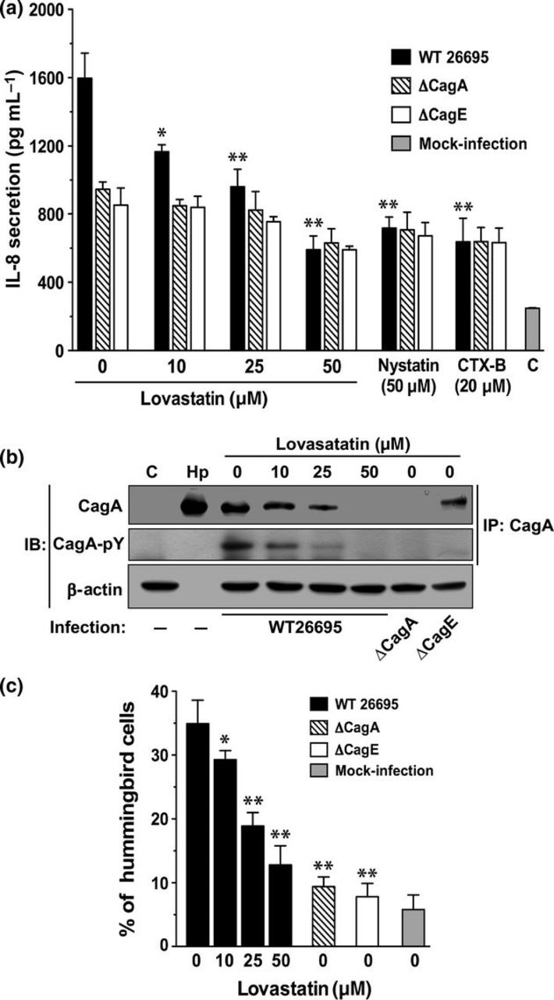 (a)
2000
1600
1200
800
400
0
IL-8 secretion (pg mL⁻¹)
WT 26695
ΔCagA
ΔCagE
Mock-infection
*
**
**
**
**
0 10 25 50 Nystatin (50 µM) CTX-B (20 µM) C
Lovastatin (µM)
(b)
Lovasatatin (µM)
C Hp 0 10 25 50 0 0
CagA
IB: CagA-pY
β-actin
IP: CagA
Infection: – – WT26695 ΔCagA ΔCagE
(c)
40
30
20
10
0
% of hummingbird cells
WT 26695
ΔCagA
ΔCagE
Mock-infection
*
**
**
**
**
0 10 25 50 0 0 0
Lovastatin (µM)